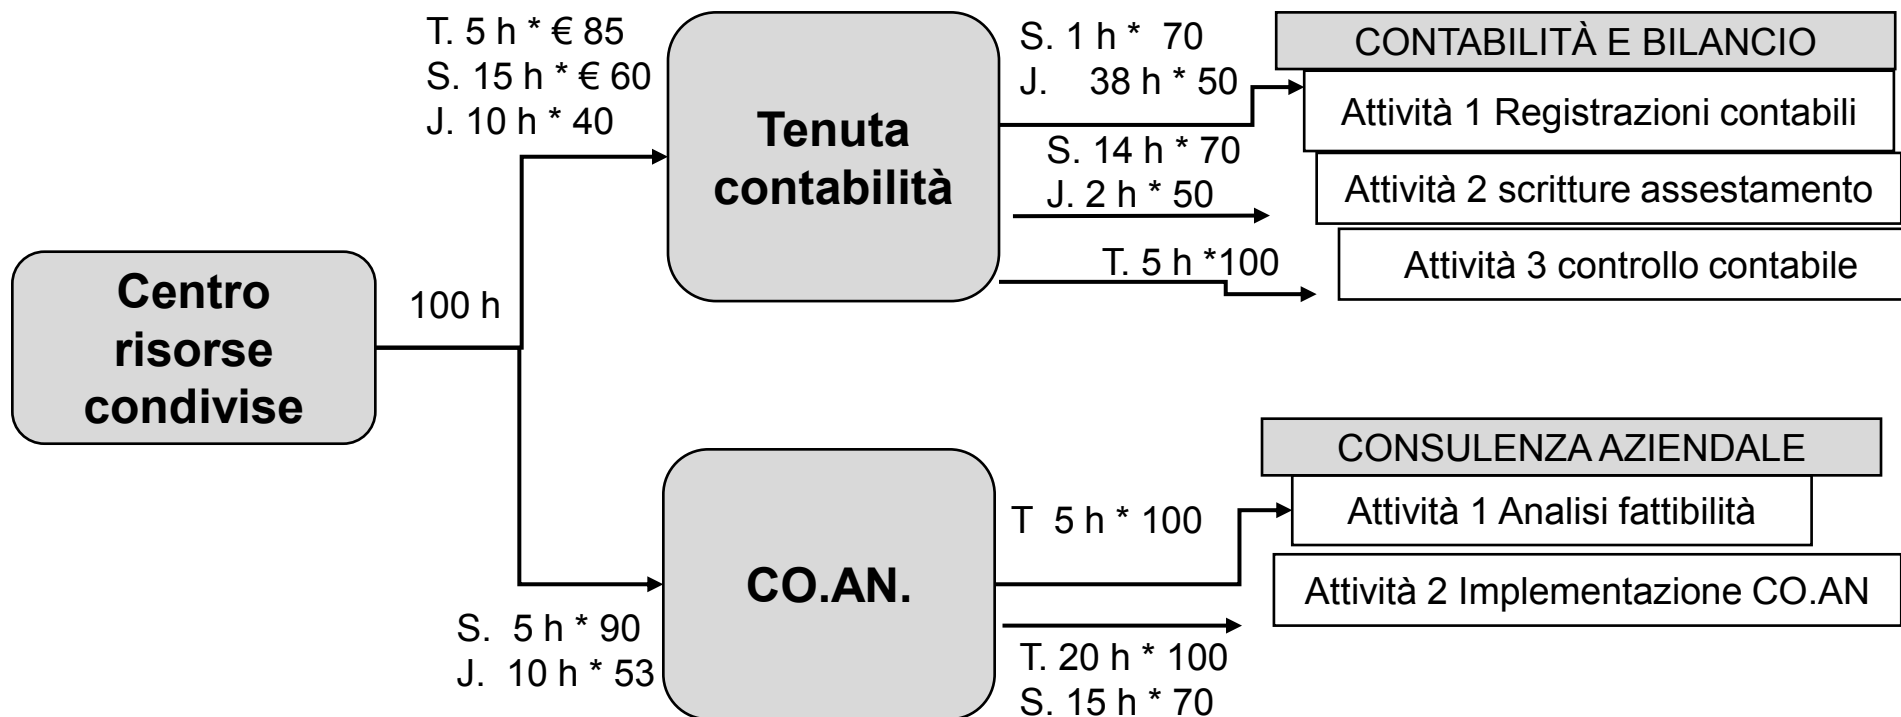 T. 5 h * € 85
S. 15 h * € 60
J. 10 h * 40
Tenuta
contabilità
S. 1 h * 70
J. 38 h * 50
S. 14 h * 70
J. 2 h * 50
T. 5 h *100
CONTABILITÀ E BILANCIO
Attività 1 Registrazioni contabili
Attività 2 scritture assestamento
Attività 3 controllo contabile
Centro
risorse
condivise
100 h
S. 5 h * 90
J. 10 h * 53
CO.AN.
T 5 h * 100
T. 20 h * 100
S. 15 h * 70
CONSULENZA AZIENDALE
Attività 1 Analisi fattibilità
Attività 2 Implementazione CO.AN